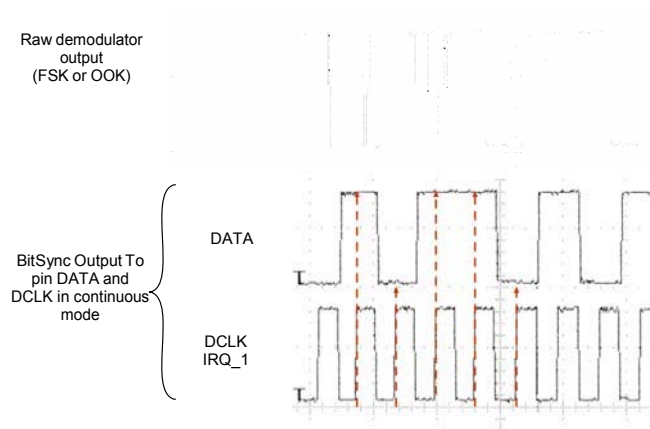 Raw demodulator
output
(FSK or OOK)
DATA
BitSync Output To
pin DATA and
DCLK in continuous
mode
DCLK
IRQ_1